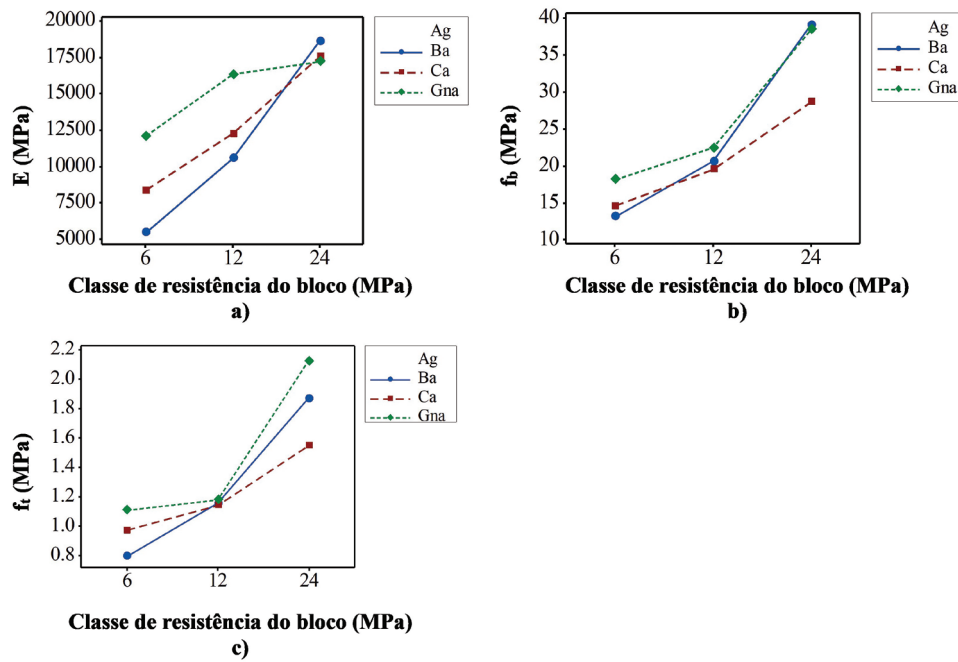 20000
17500
15000
12500
10000
7500
5000
E (MPa)
6
12
24
Classe de resistência do bloco (MPa)
a)
Ag
Ba
Ca
Gna
40
35
30
25
20
15
10
fb (MPa)
6
12
24
Classe de resistência do bloco (MPa)
b)
Ag
Ba
Ca
Gna
2.2
2.0
1.8
1.6
1.4
1.2
1.0
0.8
ft (MPa)
6
12
24
Classe de resistência do bloco (MPa)
c)
Ag
Ba
Ca
Gna